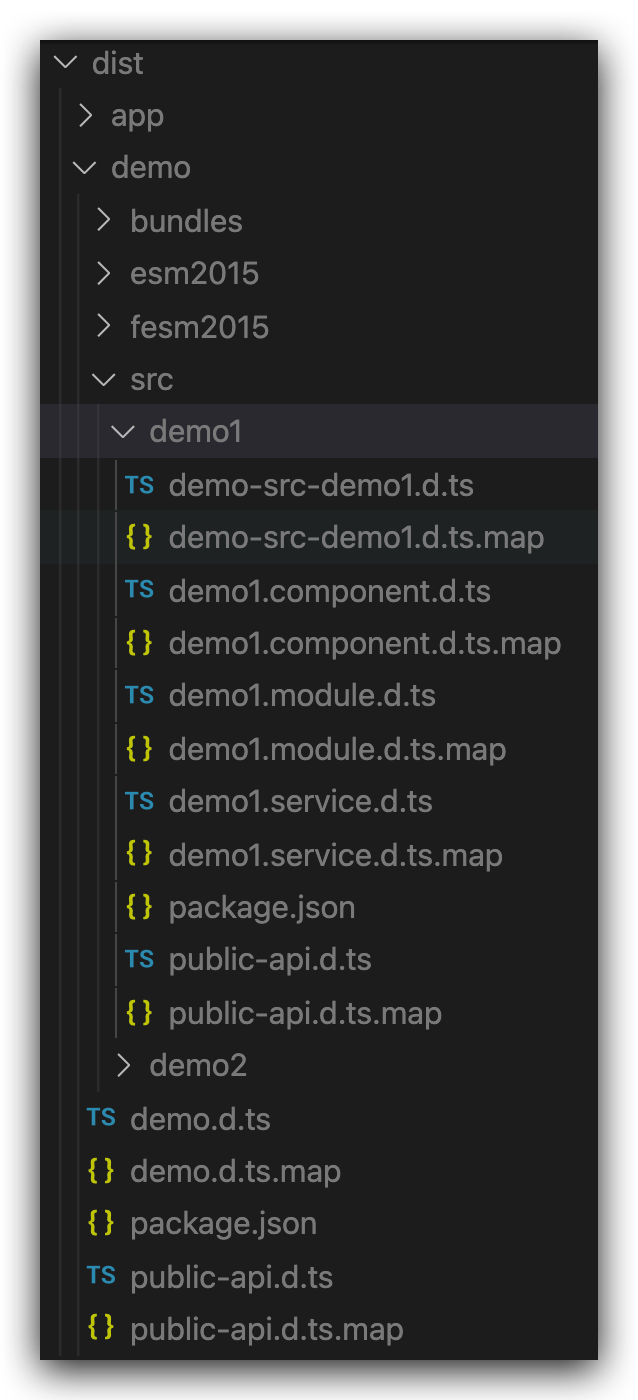 dist
app
demo
bundles
esm2015
fesm2015
src
demo1
TS demo-src-demo1.d.ts
{} demo-src-demo1.d.ts.map
TS demo1.component.d.ts
{} demo1.component.d.ts.map
TS demo1.module.d.ts
{} demo1.module.d.ts.map
TS demo1.service.d.ts
{} demo1.service.d.ts.map
{} package.json
TS public-api.d.ts
{} public-api.d.ts.map
demo2
TS demo.d.ts
{} demo.d.ts.map
{} package.json
TS public-api.d.ts
{} public-api.d.ts.map